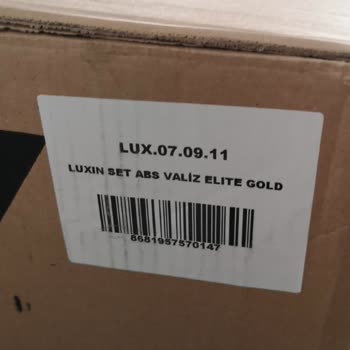 LUX.07.09.11
LUXIN SET ABS VALİZ ELITE GOLD
8681957570147